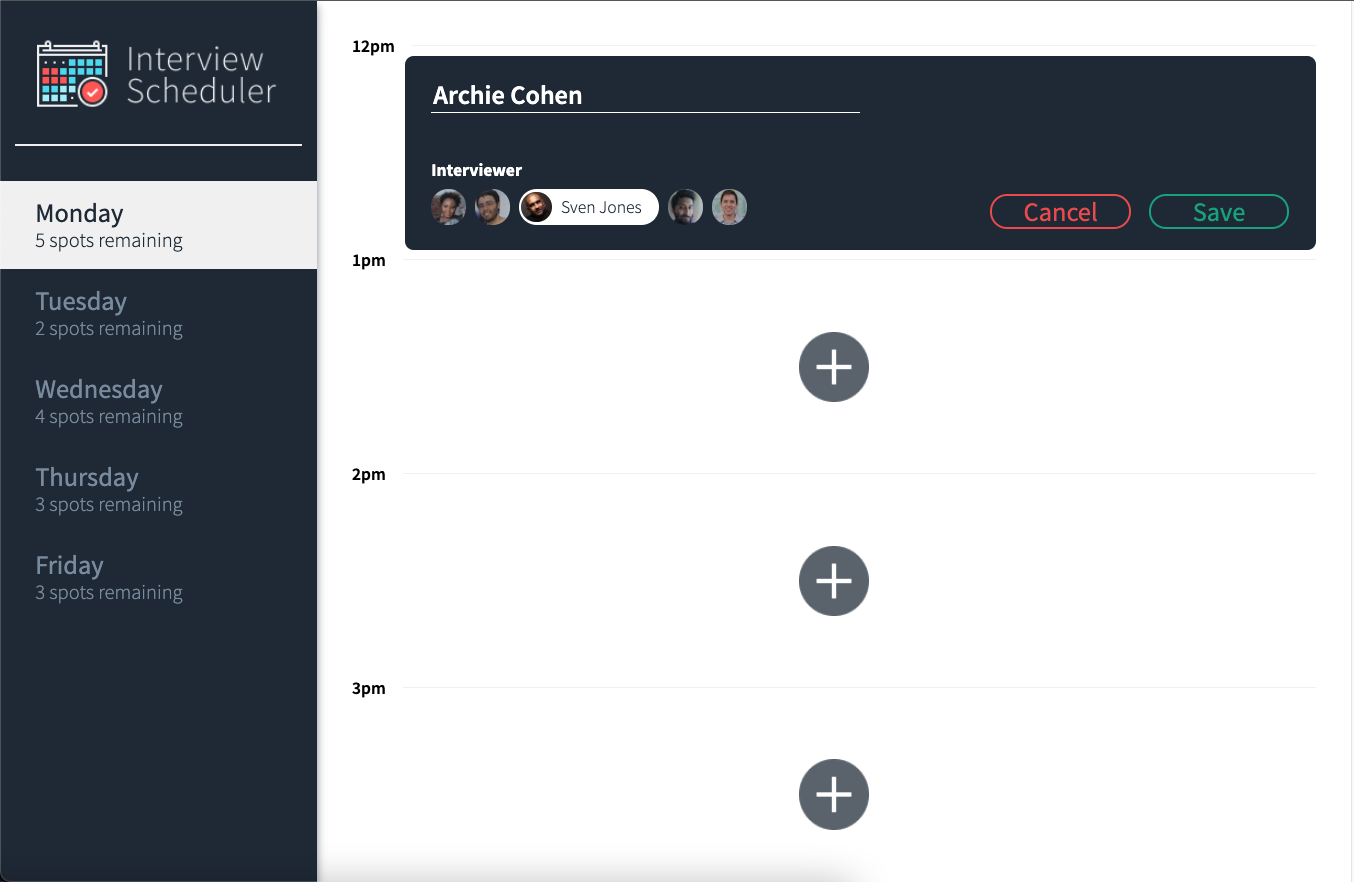 Interview
Scheduler
Monday
5 spots remaining
Tuesday
2 spots remaining
Wednesday
4 spots remaining
Thursday
3 spots remaining
Friday
3 spots remaining
12pm
Archie Cohen
Interviewer
Sven Jones
Cancel
Save
1pm
2pm
3pm